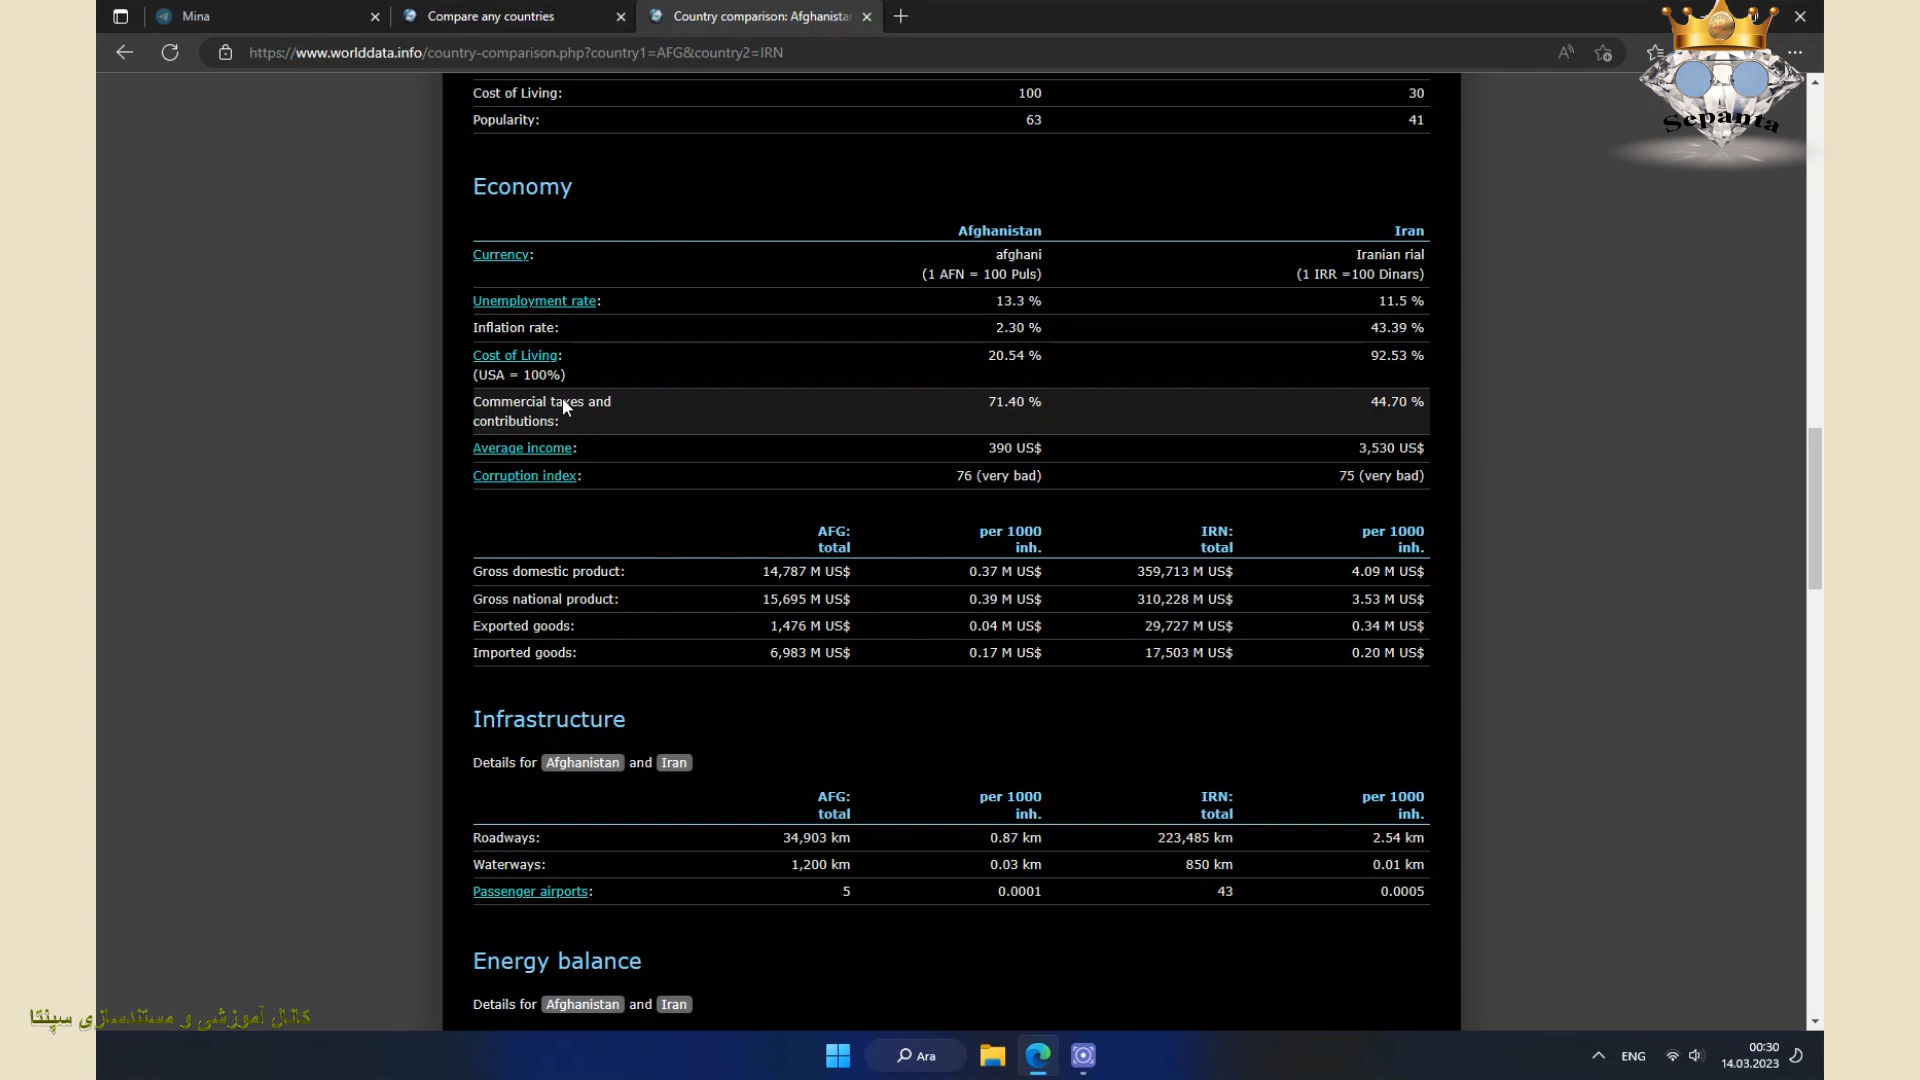 Mina
Compare any countries
Country comparison: Afghanista
https://www.worlddata.info/country-comparison.php?country1=AFG&country2=IRN
Sepanta
Cost of Living: 100 30
Popularity: 63 41
Economy
Afghanistan Iran
Currency: afghani Iranian rial
(1 AFN = 100 Puls) (1 IRR =100 Dinars)
Unemployment rate: 13.3 % 11.5 %
Inflation rate: 2.30 % 43.39 %
Cost of Living: 20.54 % 92.53 %
(USA = 100%)
Commercial taxes and 71.40 % 44.70 %
contributions:
Average income: 390 US$ 3,530 US$
Corruption index: 76 (very bad) 75 (very bad)
AFG: per 1000 IRN: per 1000
total inh. total inh.
Gross domestic product: 14,787 M US$ 0.37 M US$ 359,713 M US$ 4.09 M US$
Gross national product: 15,695 M US$ 0.39 M US$ 310,228 M US$ 3.53 M US$
Exported goods: 1,476 M US$ 0.04 M US$ 29,727 M US$ 0.34 M US$
Imported goods: 6,983 M US$ 0.17 M US$ 17,503 M US$ 0.20 M US$
Infrastructure
Details for Afghanistan and Iran
AFG: per 1000 IRN: per 1000
total inh. total inh.
Roadways: 34,903 km 0.87 km 223,485 km 2.54 km
Waterways: 1,200 km 0.03 km 850 km 0.01 km
Passenger airports: 5 0.0001 43 0.0005
Energy balance
Details for Afghanistan and Iran
کانال آموزشی و مستندسازی سپنتا
Ara
ENG
00:30
14.03.2023